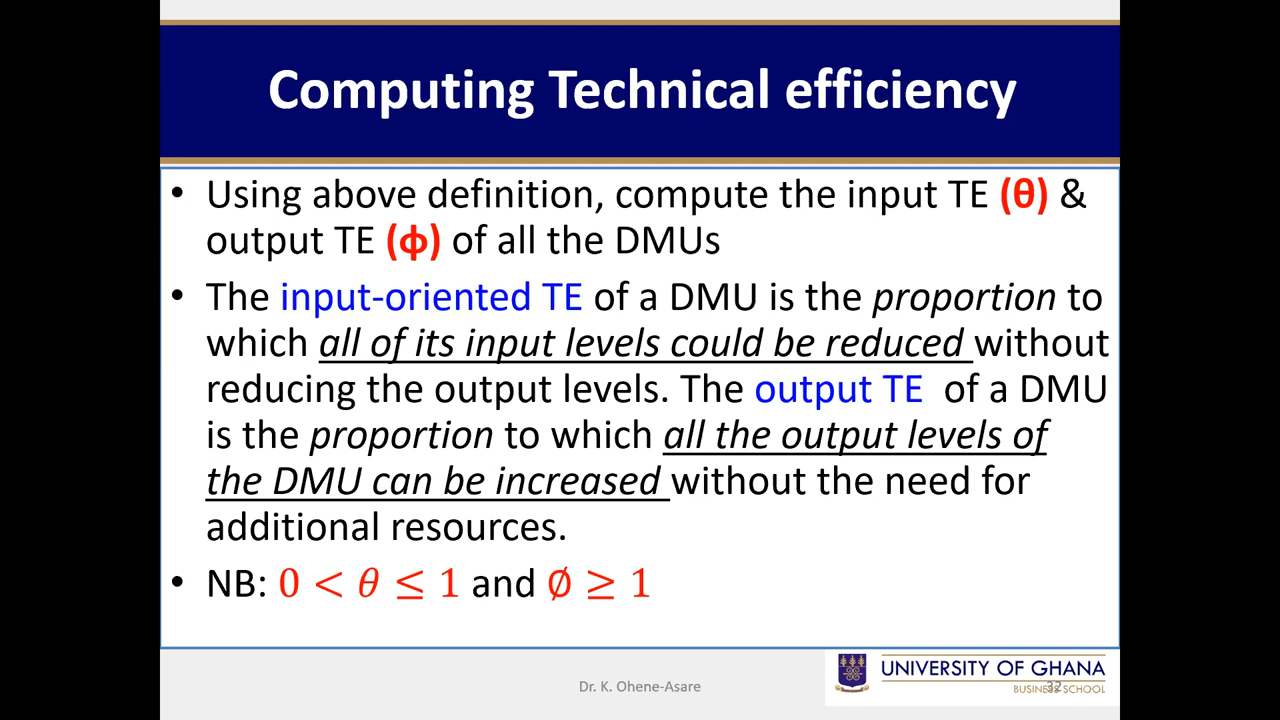 Computing Technical efficiency
• Using above definition, compute the input TE (θ) &
output TE (ф) of all the DMUs
• The input-oriented TE of a DMU is the proportion to
which all of its input levels could be reduced without
reducing the output levels. The output TE of a DMU
is the proportion to which all the output levels of
the DMU can be increased without the need for
additional resources.
• NB: 0 < θ ≤ 1 and ∅ ≥ 1
Dr. K. Ohene-Asare
UNIVERSITY OF GHANA
BUSINESS SCHOOL
32